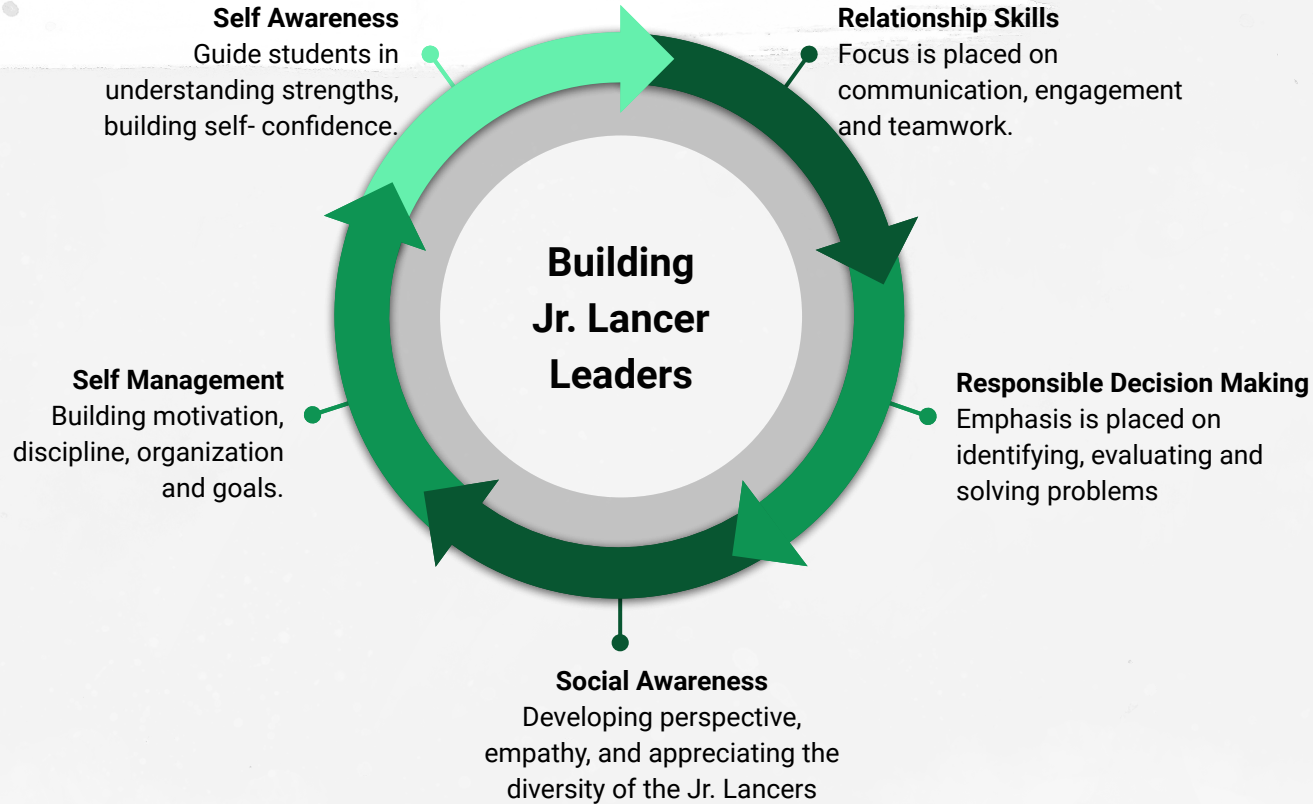 Self Awareness
Guide students in
understanding strengths,
building self- confidence.
Relationship Skills
Focus is placed on
communication, engagement
and teamwork.
Building
Jr. Lancer
Leaders
Self Management
Building motivation,
discipline, organization
and goals.
Responsible Decision Making
Emphasis is placed on
identifying, evaluating and
solving problems
Social Awareness
Developing perspective,
empathy, and appreciating the
diversity of the Jr. Lancers